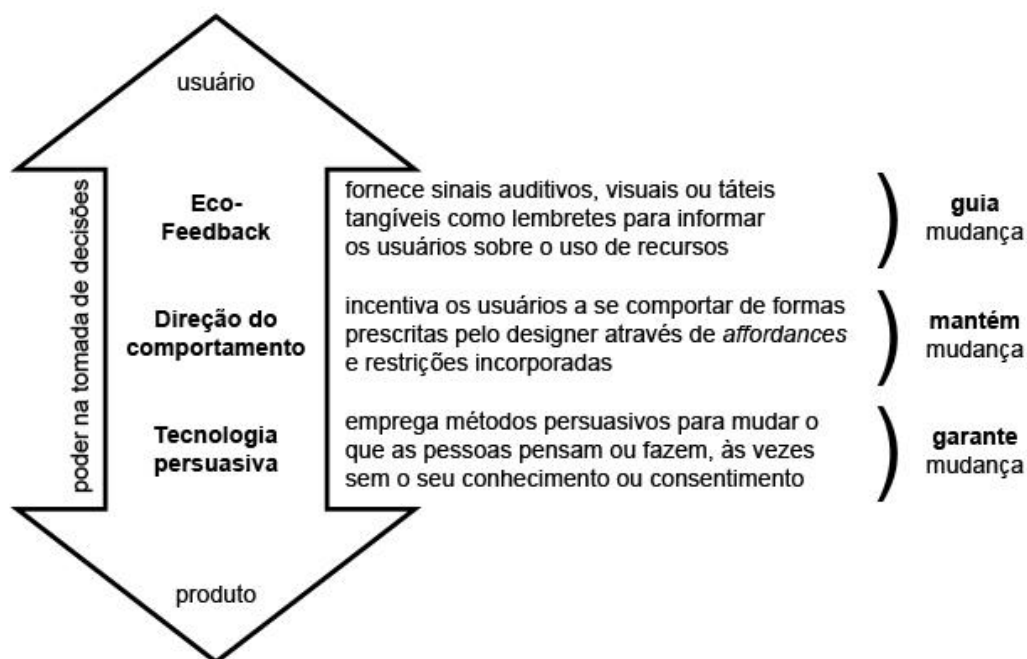 usuário
poder na tomada de decisões
Eco-
Feedback
fornece sinais auditivos, visuais ou táteis
tangíveis como lembretes para informar
os usuários sobre o uso de recursos
guia
mudança
Direção do
comportamento
incentiva os usuários a se comportar de formas
prescritas pelo designer através de affordances
e restrições incorporadas
mantém
mudança
Tecnologia
persuasiva
emprega métodos persuasivos para mudar o
que as pessoas pensam ou fazem, às vezes
sem o seu conhecimento ou consentimento
garante
mudança
produto